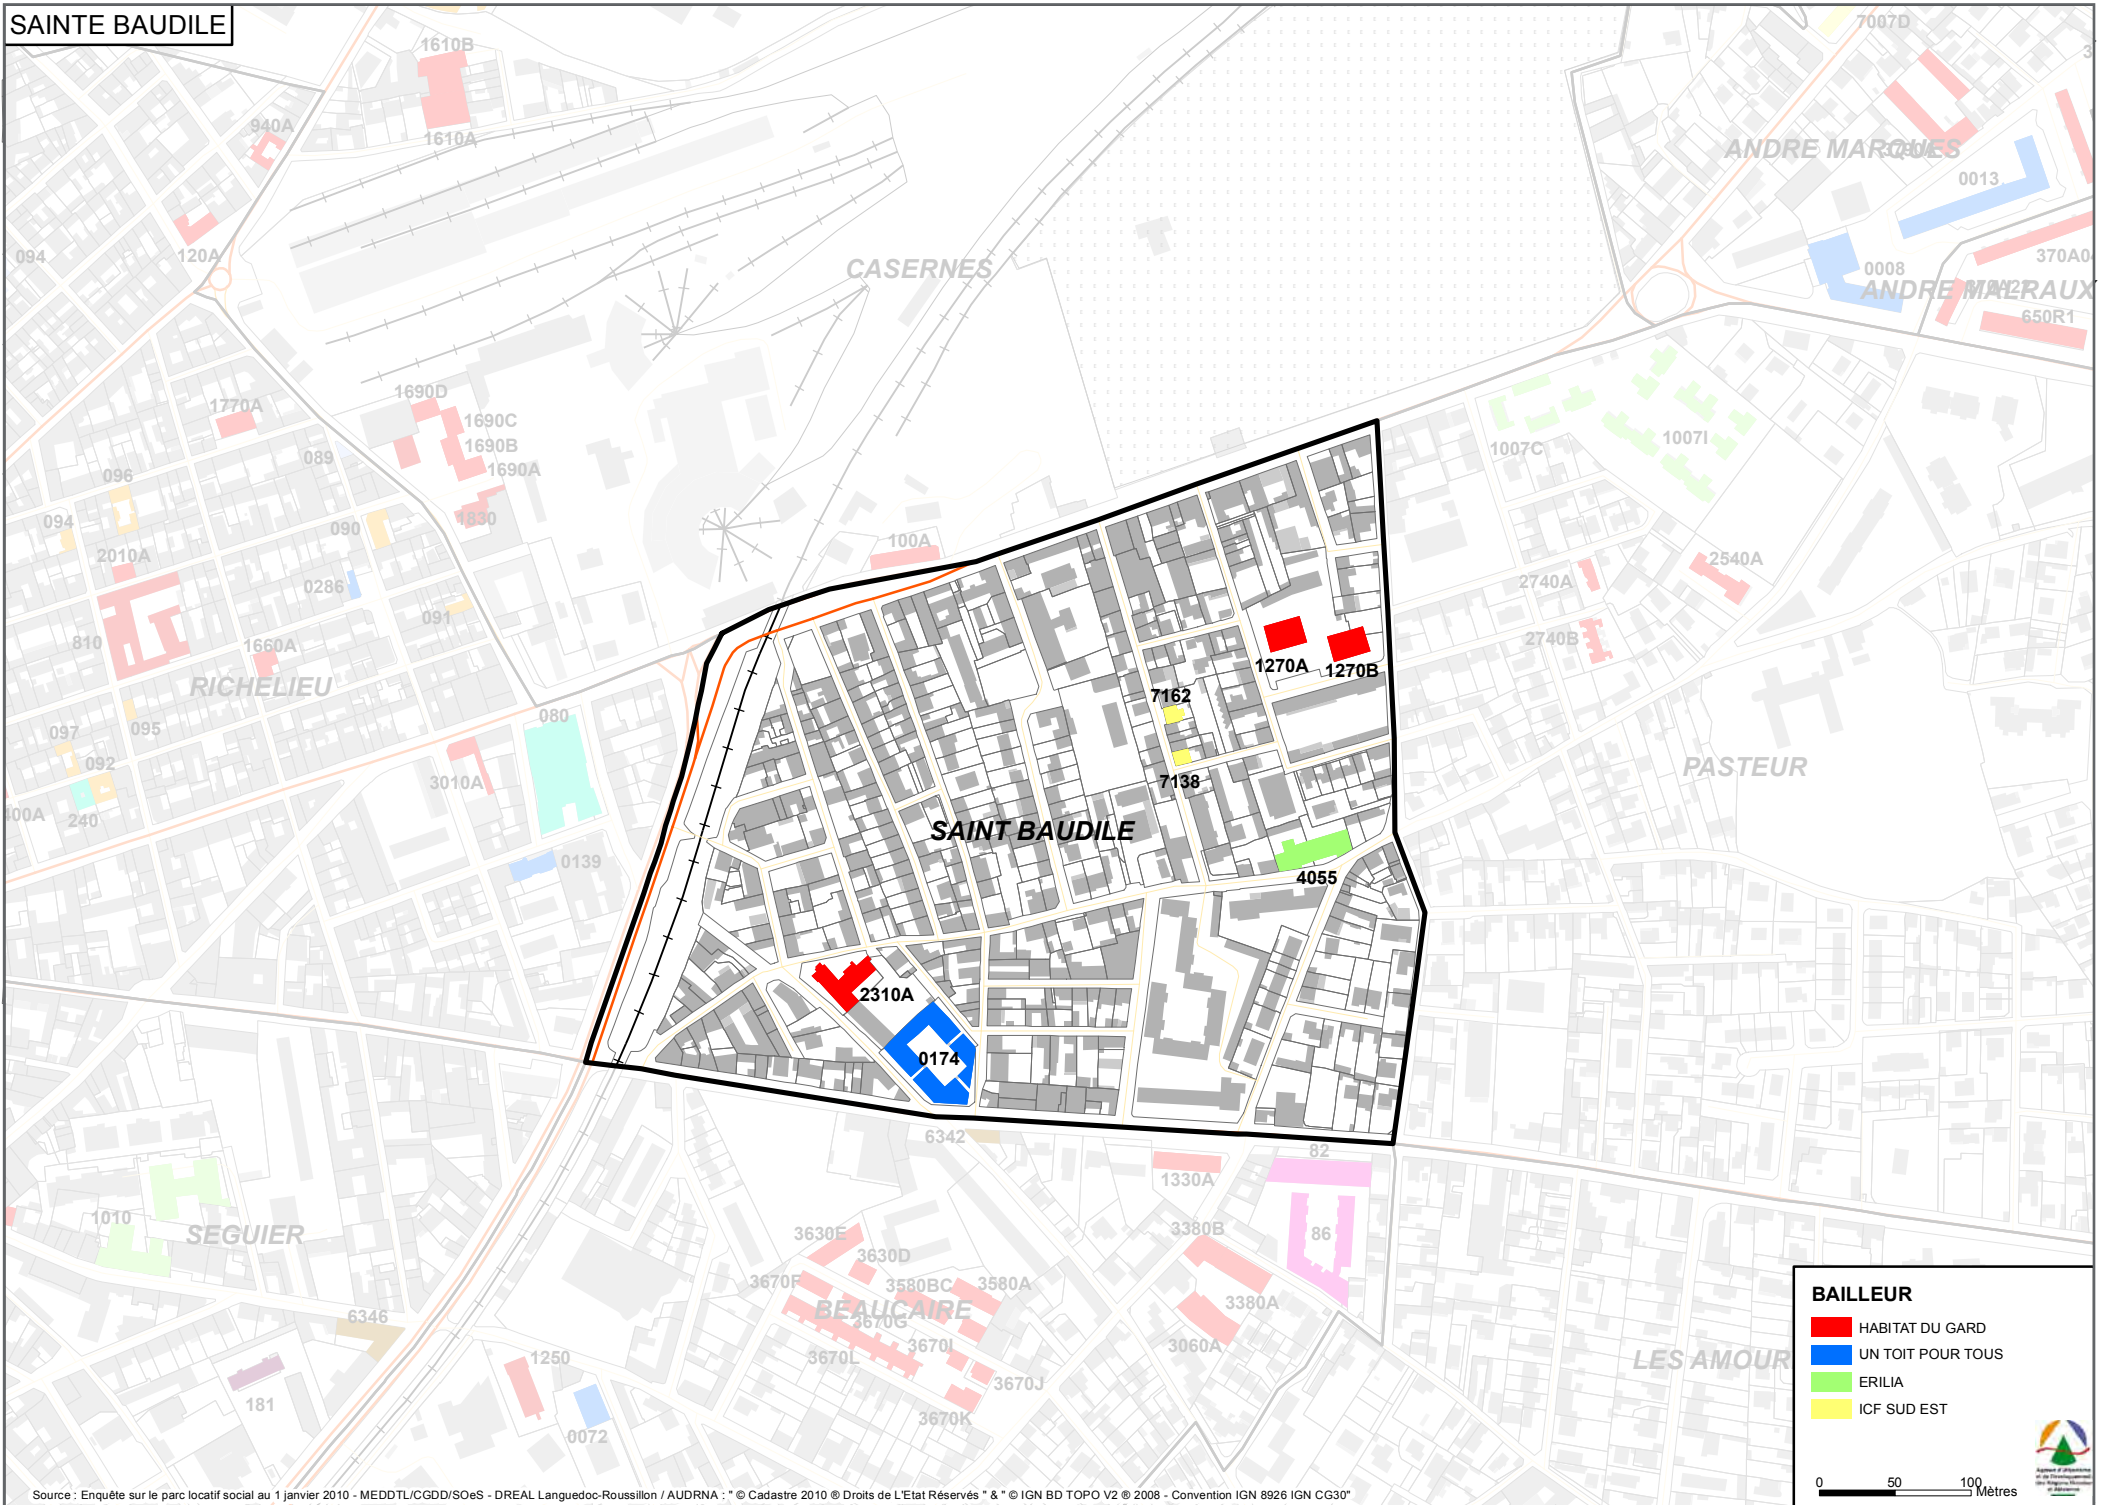 SAINTE BAUDILE
7007D
1610B
940A
1610A
ANDRE MARQUES
0013
120A
094
CASERNES
0008
370A04
ANDRE MALRAUX
650R1
1690D
1770A
1690C
1690B
1690A
089
096
1007C
1007I
094
090
1830
100A
2010A
0286
2540A
2740A
091
810
1660A
2740B
RICHELIEU
1270A
1270B
7162
080
095
097
092
3010A
7138
PASTEUR
400A
240
SAINT BAUDILE
0139
4055
2310A
0174
6342
82
1330A
1010
SEGUIER
3630E
3630D
3380B
86
3670F
3580BC
3580A
BEAUCAIRE
3670G
3380A
6346
3670L
3670I
3060A
1250
3670J
LES AMOUR
181
3670K
0072
BAILLEUR
HABITAT DU GARD
UN TOIT POUR TOUS
ERILIA
ICF SUD EST
0 50 100
Mètres
Source : Enquête sur le parc locatif social au 1 janvier 2010 - MEDDTL/CGDD/SOeS - DREAL Languedoc-Roussillon / AUDRNA : " © Cadastre 2010 ® Droits de L'Etat Réservés " & " © IGN BD TOPO V2 ® 2008 - Convention IGN 8926 IGN CG30"